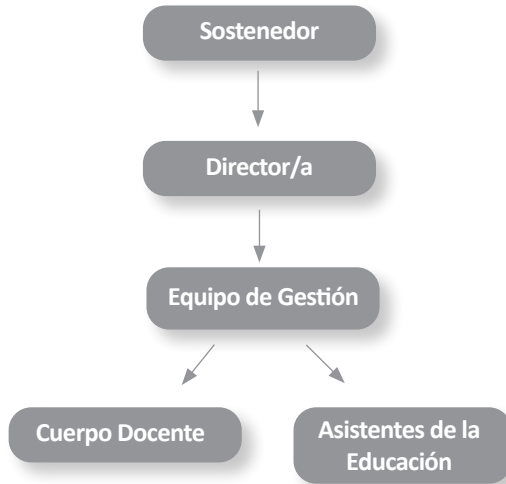 Sostenedor
Director/a
Equipo de Gestión
Cuerpo Docente
Asistentes de la
Educación